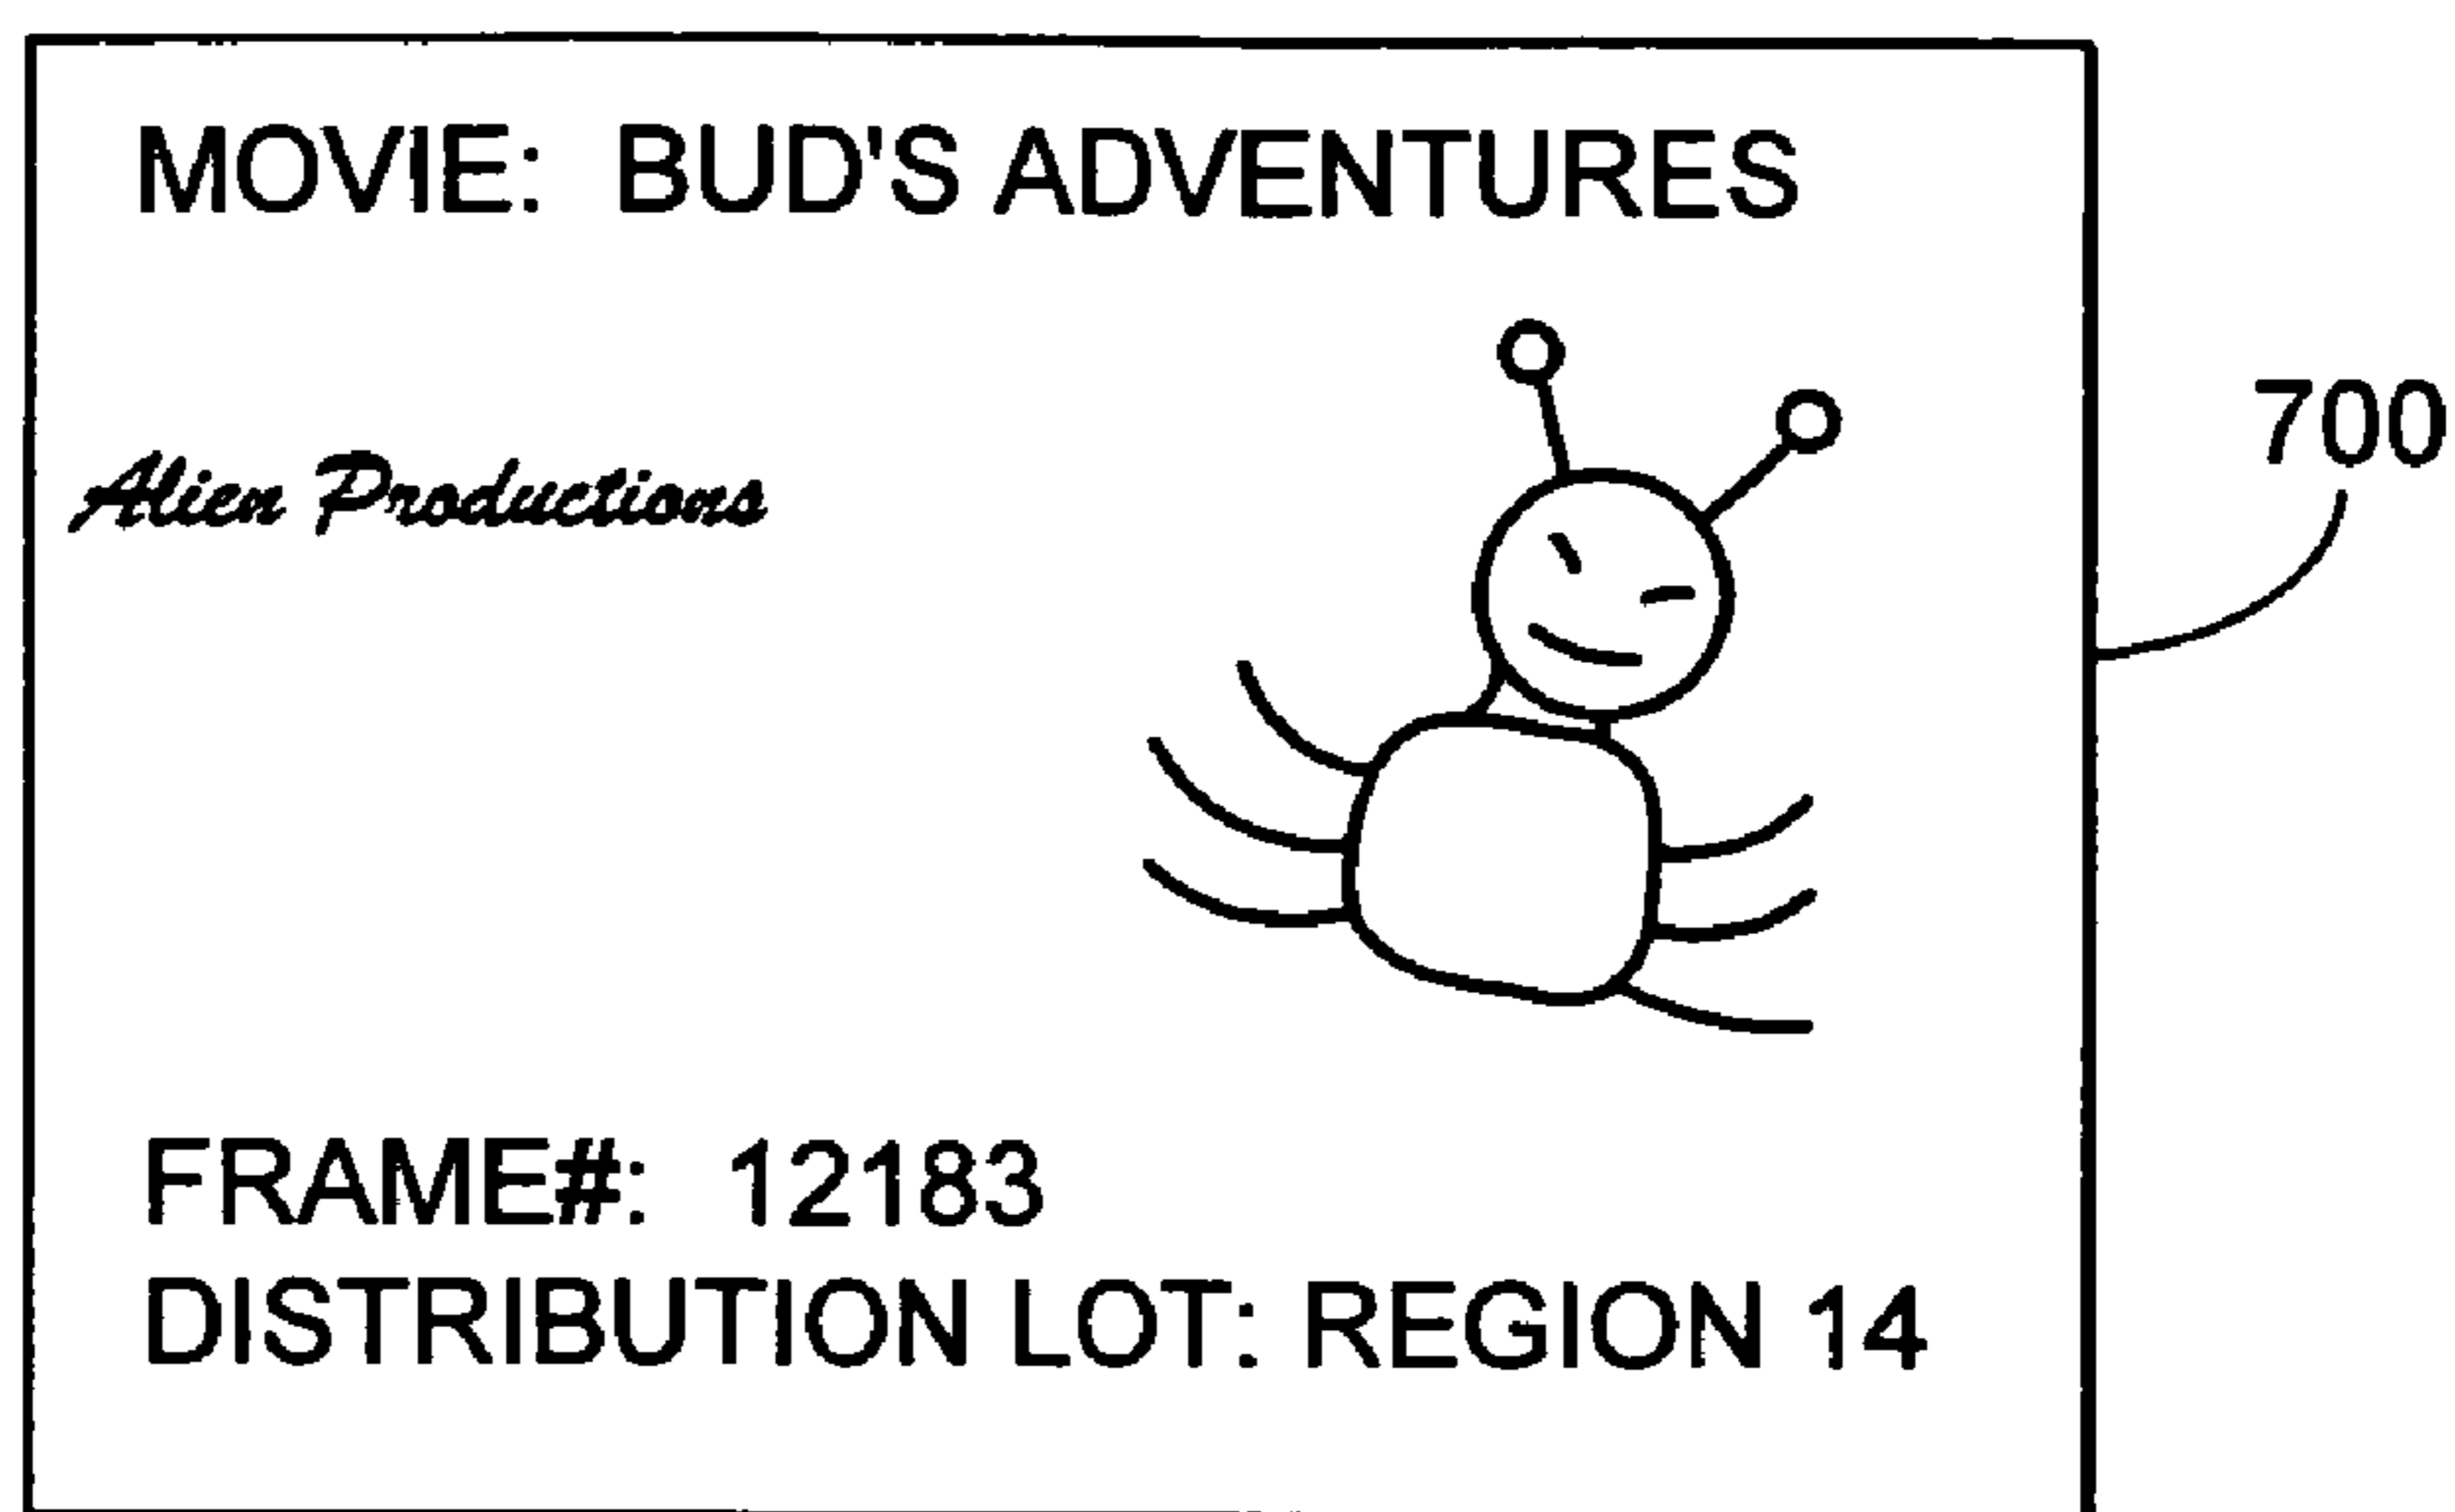 MOVIE: BUD'S ADVENTURES
700
Alien Productions
FRAME#: 12183
DISTRIBUTION LOT: REGION 14